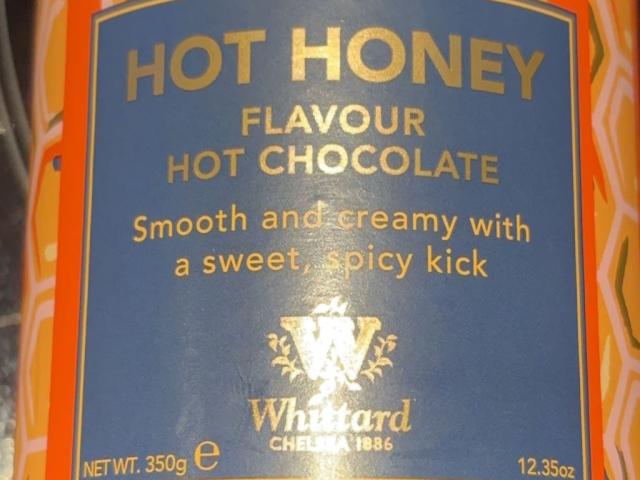 HOT HONEY
FLAVOUR
HOT CHOCOLATE
Smooth and creamy with
a sweet, spicy kick
W
Whittard
CHELSEA 1886
NET WT. 350g e 12.35oz